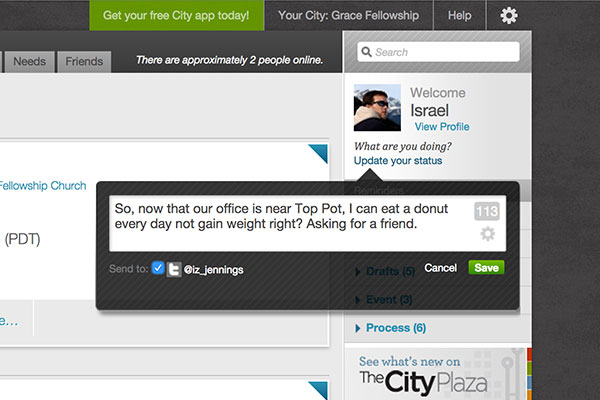 Get your free City app today!
Your City: Grace Fellowship
Help
Needs
Friends
There are approximately 2 people online.
Search
Welcome
Israel
View Profile
What are you doing?
Update your status
Reminders
Fellowship Church
(PDT)
So, now that our office is near Top Pot, I can eat a donut
every day not gain weight right? Asking for a friend.
113
Send to:
@iz_jennings
Cancel
Save
Drafts (5)
Event (3)
e...
Process (6)
See what's new on
The City Plaza